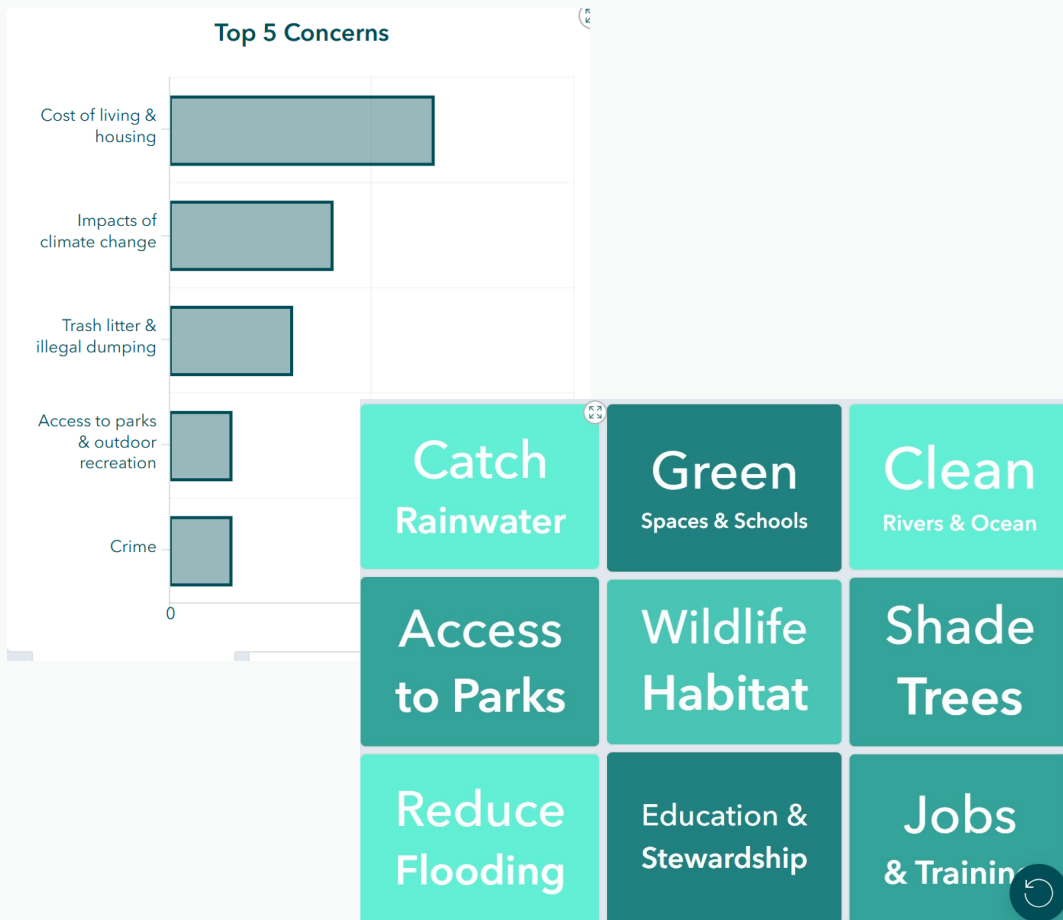 Top 5 Concerns
Cost of living &
housing
Impacts of
climate change
Trash litter &
illegal dumping
Access to parks
& outdoor
recreation
Crime
0
Catch
Rainwater
Green
Spaces & Schools
Clean
Rivers & Ocean
Access
to Parks
Wildlife
Habitat
Shade
Trees
Reduce
Flooding
Education &
Stewardship
Jobs
& Training